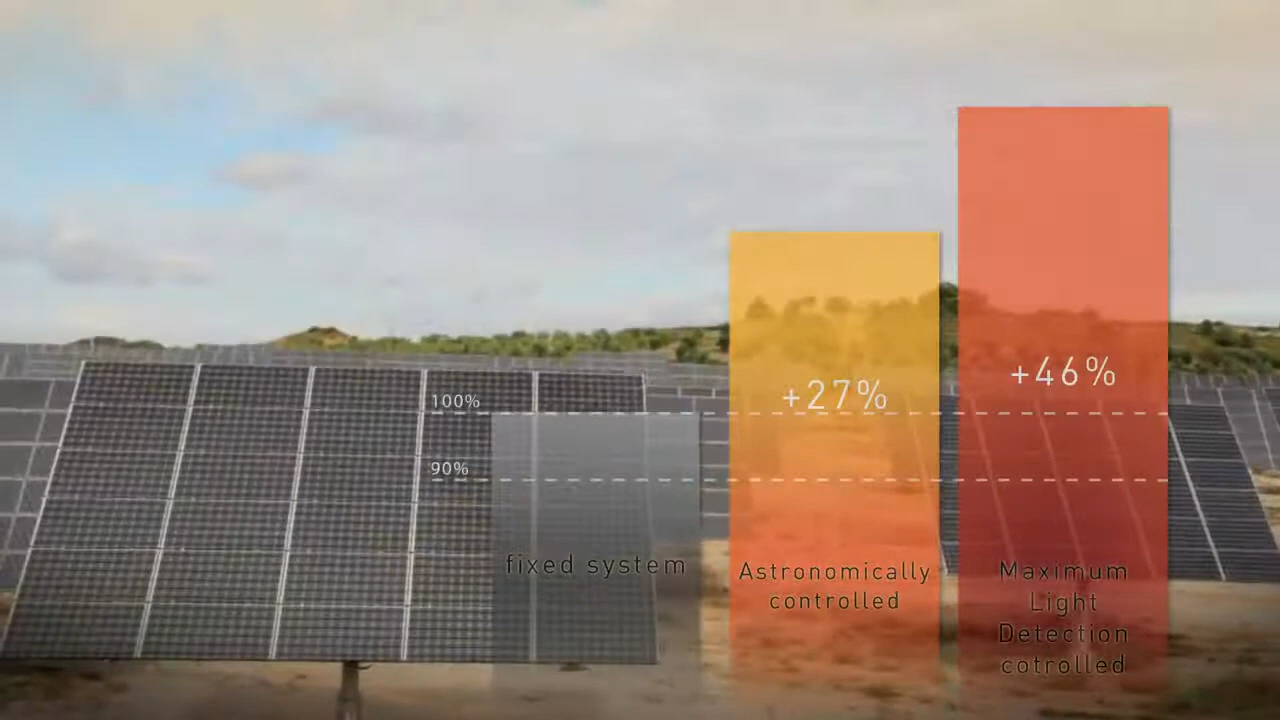 100%
90%
fixed system
+27%
Astronomically
controlled
+46%
Maximum
Light
Detection
cotrolled